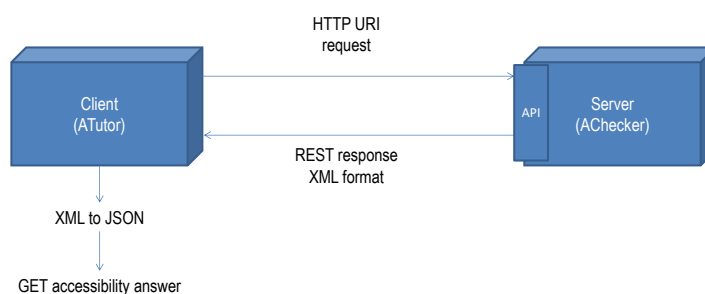 HTTP URI
request
Client
(ATutor)
API
Server
(AChecker)
REST response
XML format
XML to JSON
GET accessibility answer